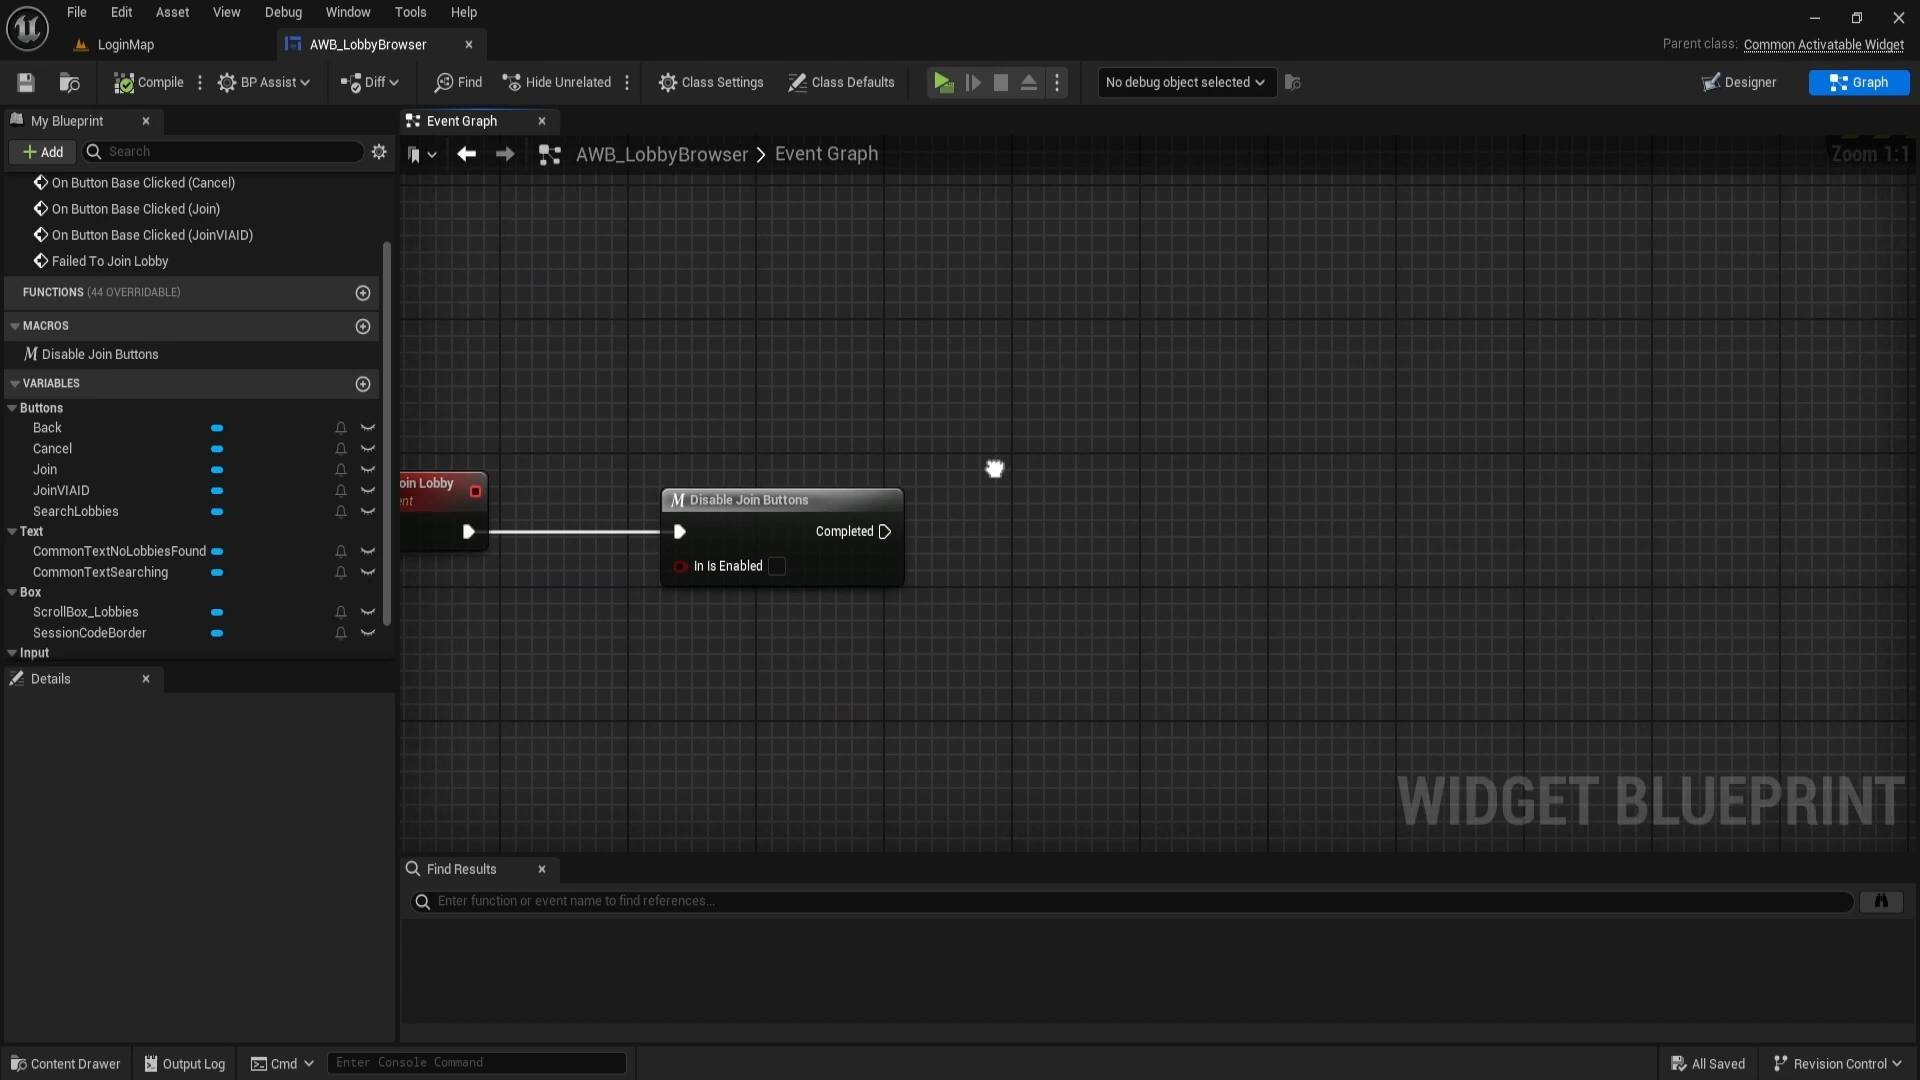 File Edit Asset View Debug Window Tools Help
LoginMap
AWB_LobbyBrowser
Parent class: Common Activatable Widget
Compile
BP Assist
Diff
Find
Hide Unrelated
Class Settings
Class Defaults
No debug object selected
Designer
Graph
My Blueprint
Event Graph
Add
Search
AWB_LobbyBrowser > Event Graph
Zoom 1:1
On Button Base Clicked (Cancel)
On Button Base Clicked (Join)
On Button Base Clicked (JoinVIAID)
Failed To Join Lobby
FUNCTIONS (44 OVERRIDABLE)
MACROS
M Disable Join Buttons
VARIABLES
Buttons
Back
Cancel
Join
JoinVIAID
SearchLobbies
Text
CommonTextNoLobbiesFound
CommonTextSearching
Box
ScrollBox_Lobbies
SessionCodeBorder
Input
Details
oin Lobby
nt
M Disable Join Buttons
Completed
In Is Enabled
WIDGET BLUEPRINT
Find Results
Enter function or event name to find references...
Content Drawer
Output Log
Cmd
Enter Console Command
All Saved
Revision Control